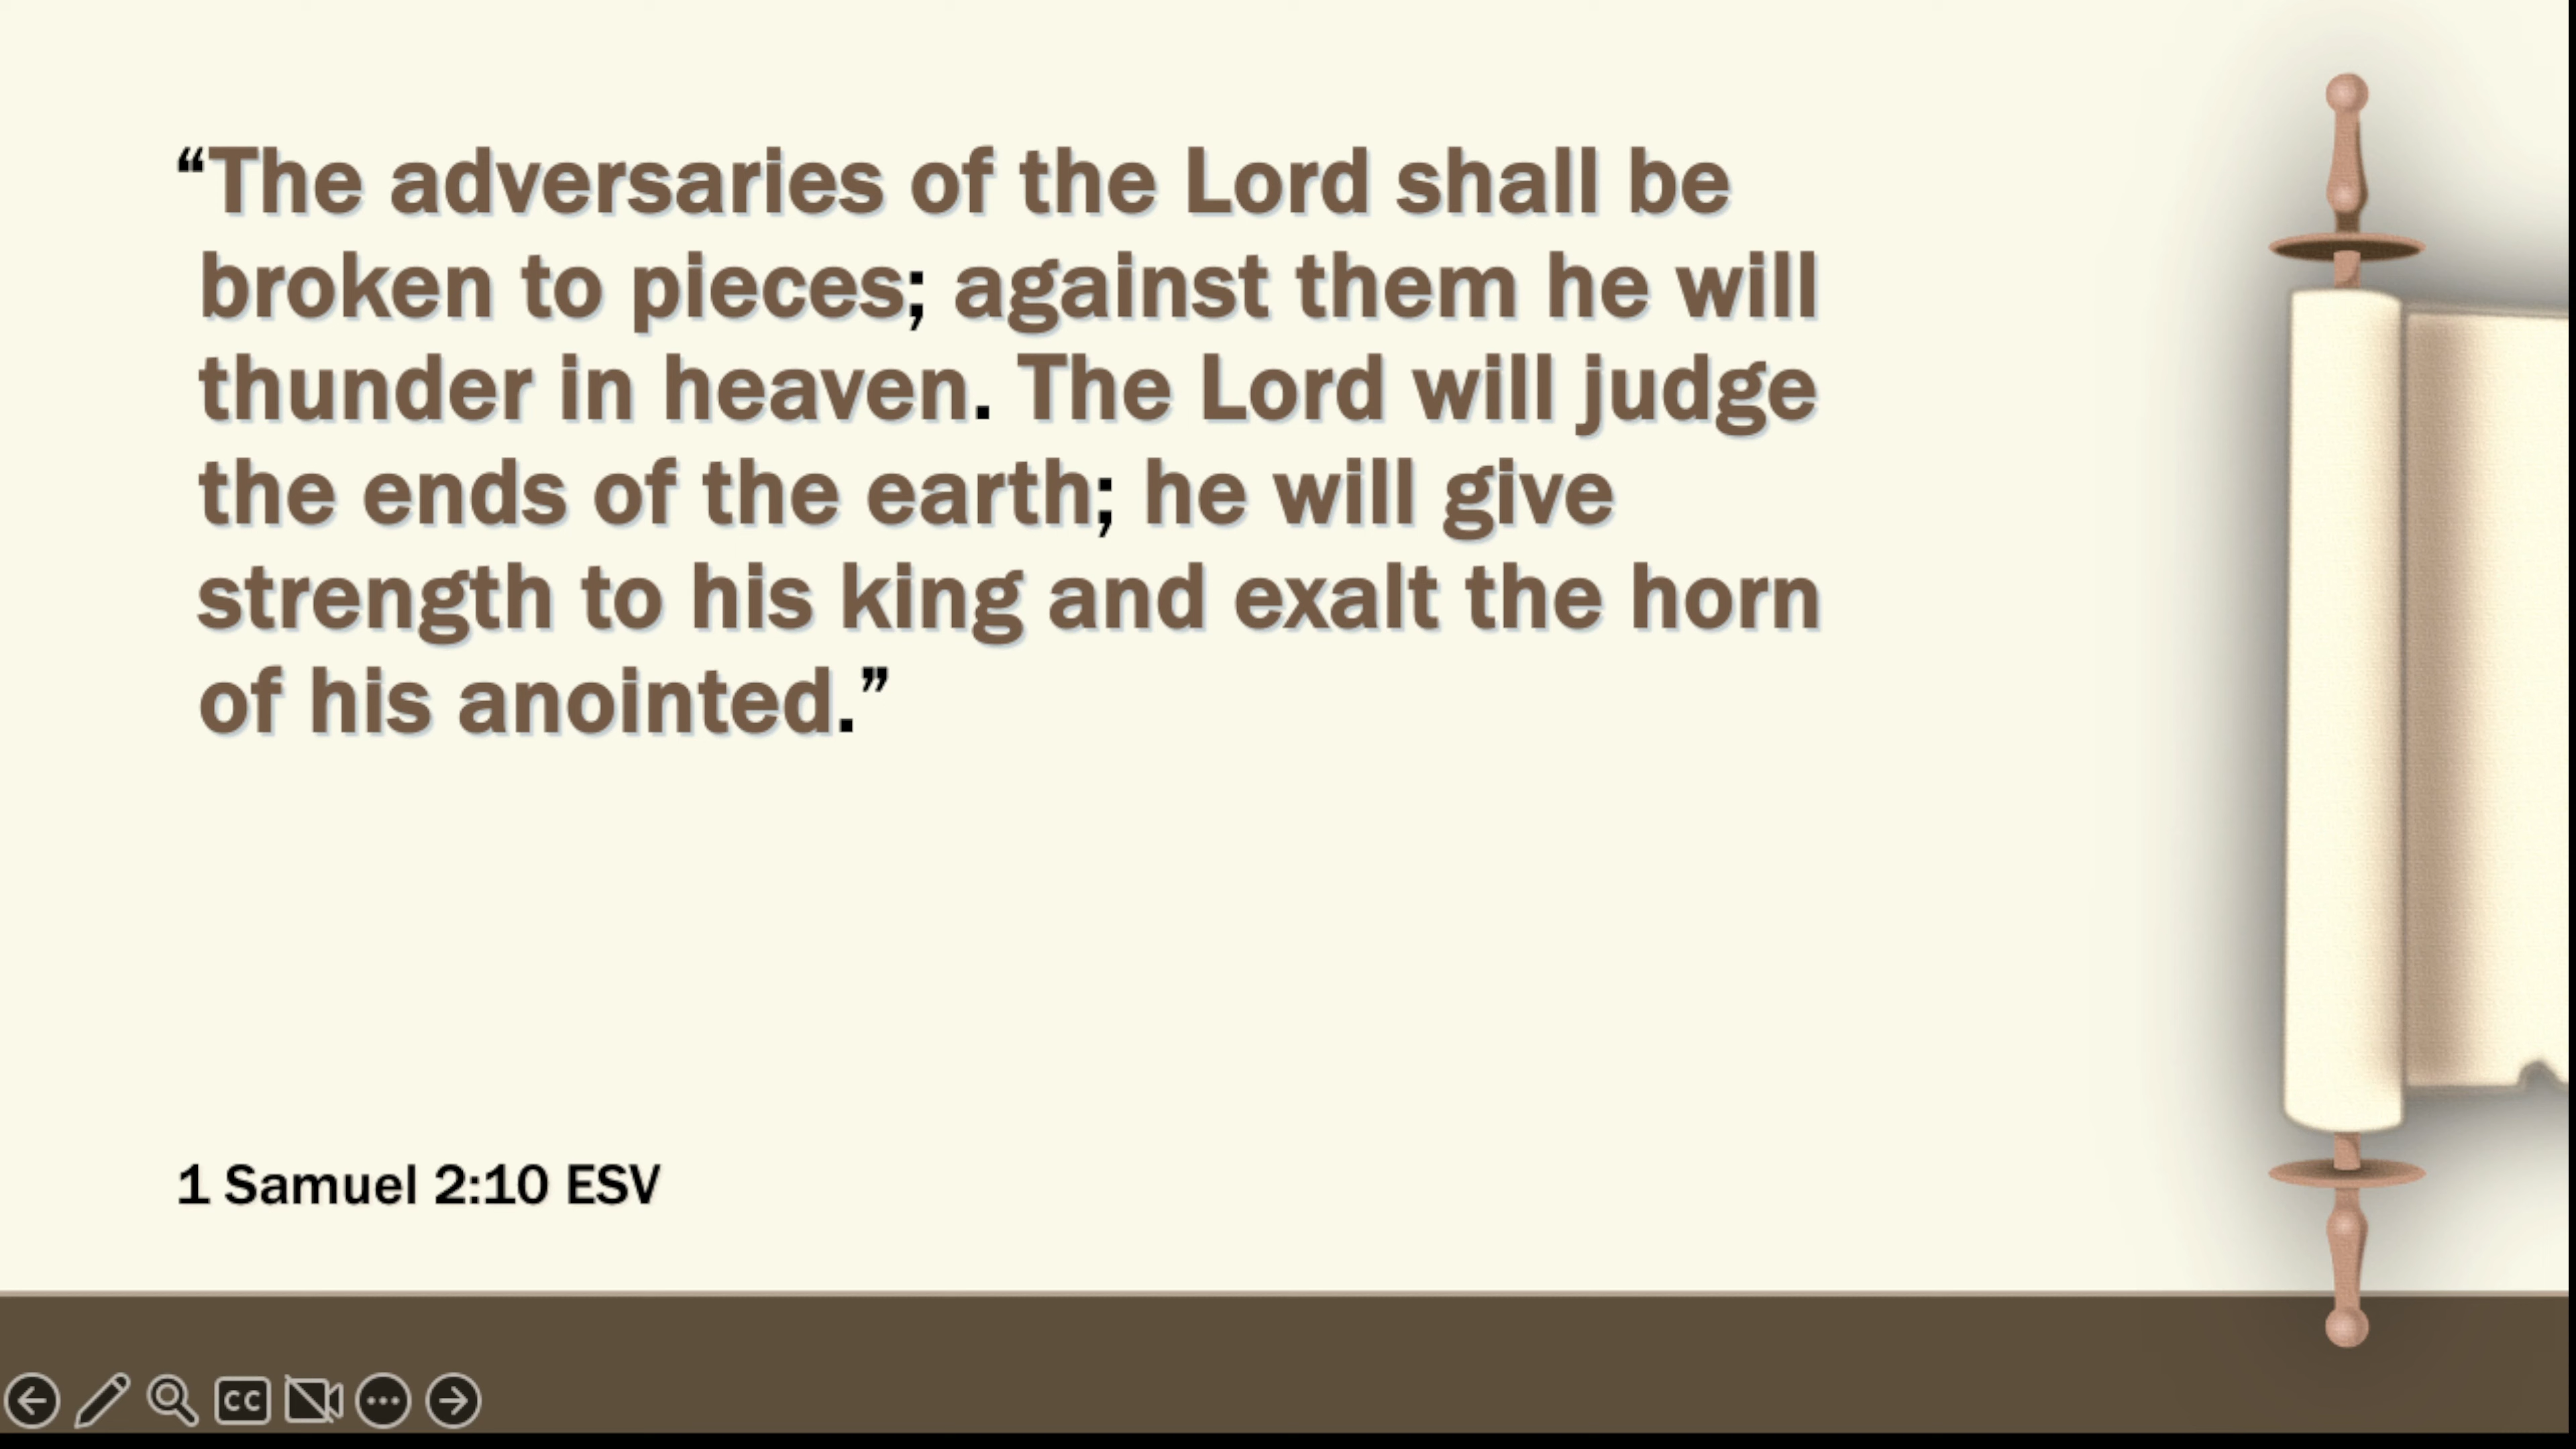 “The adversaries of the Lord shall be
broken to pieces; against them he will
thunder in heaven. The Lord will judge
the ends of the earth; he will give
strength to his king and exalt the horn
of his anointed.”
1 Samuel 2:10 ESV
CC